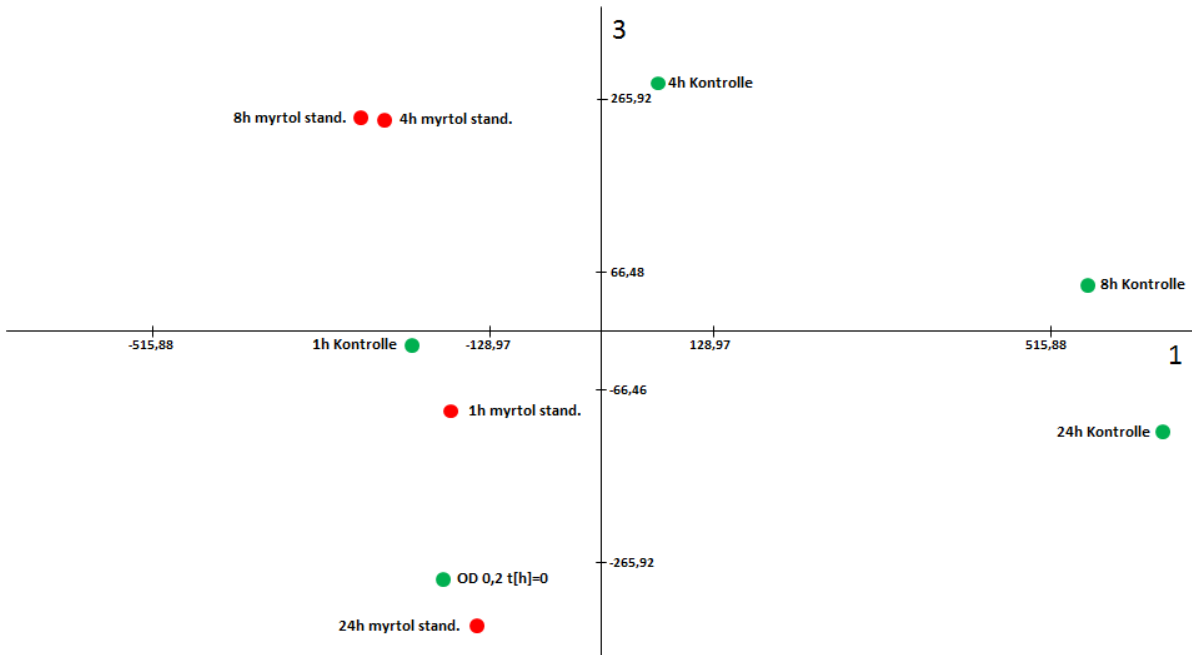 3
4h Kontrolle
265,92
8h myrtol stand.
4h myrtol stand.
66,48
8h Kontrolle
-515,88
1h Kontrolle
-128,97
128,97
515,88
1
-66,46
1h myrtol stand.
24h Kontrolle
-265,92
OD 0,2 t[h]=0
24h myrtol stand.